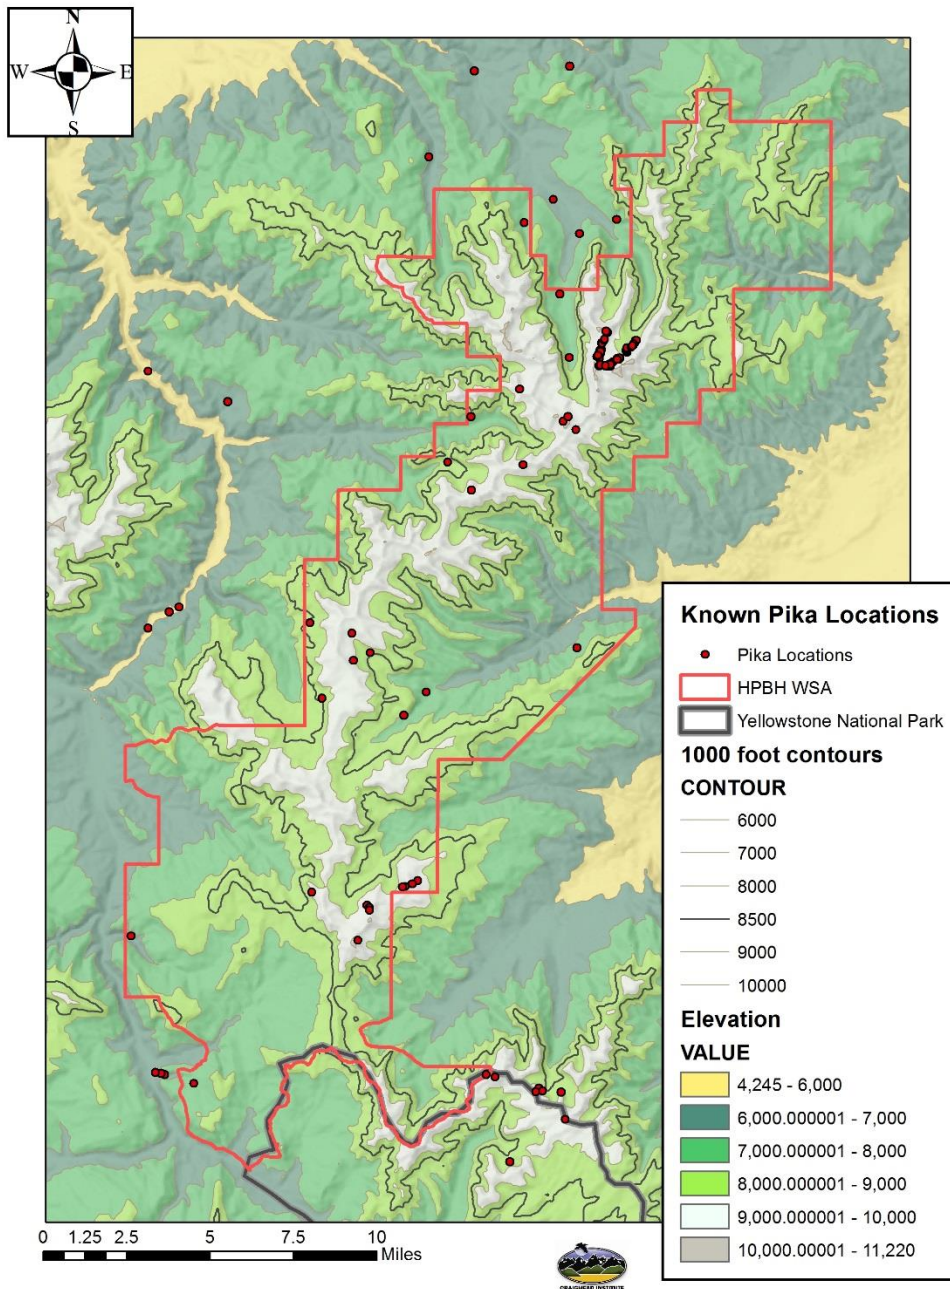 N
W E
S
Known Pika Locations
Pika Locations
HPBH WSA
Yellowstone National Park
1000 foot contours
CONTOUR
6000
7000
8000
8500
9000
10000
Elevation
VALUE
4,245 - 6,000
6,000.000001 - 7,000
7,000.000001 - 8,000
8,000.000001 - 9,000
9,000.000001 - 10,000
10,000.00001 - 11,220
0 1.25 2.5 5 7.5 10
Miles
CRAIGHEAD INSTITUTE